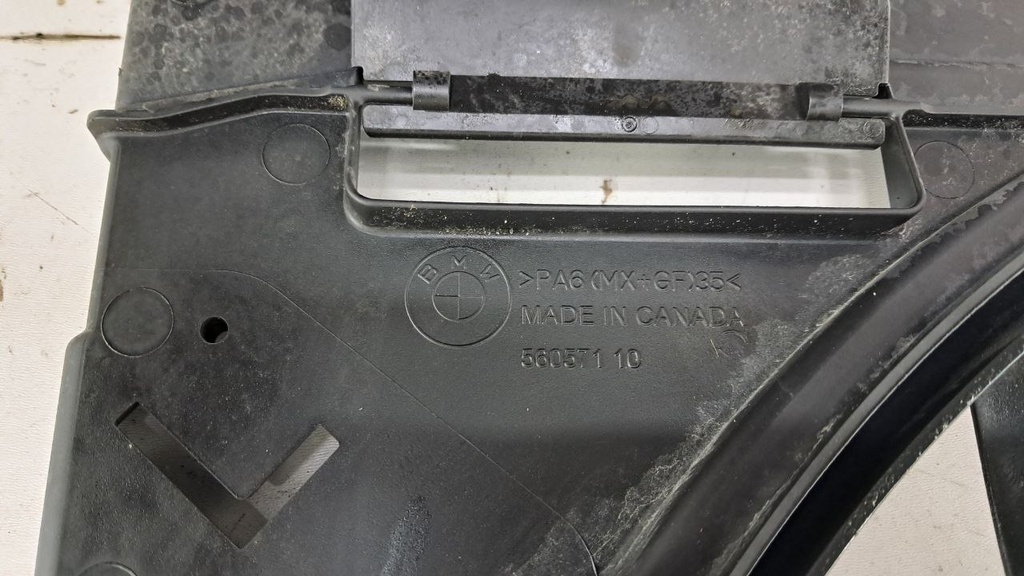 BMW
>PA6(MX+GF)35<
MADE IN CANADA
560571 10